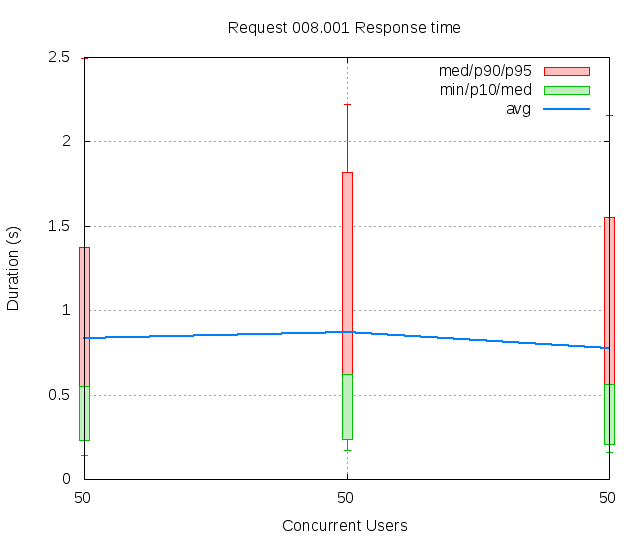 Request 008.001 Response time
med/p90/p95
min/p10/med
avg
2.5
2
1.5
1
0.5
0
Duration (s)
50
50
50
Concurrent Users